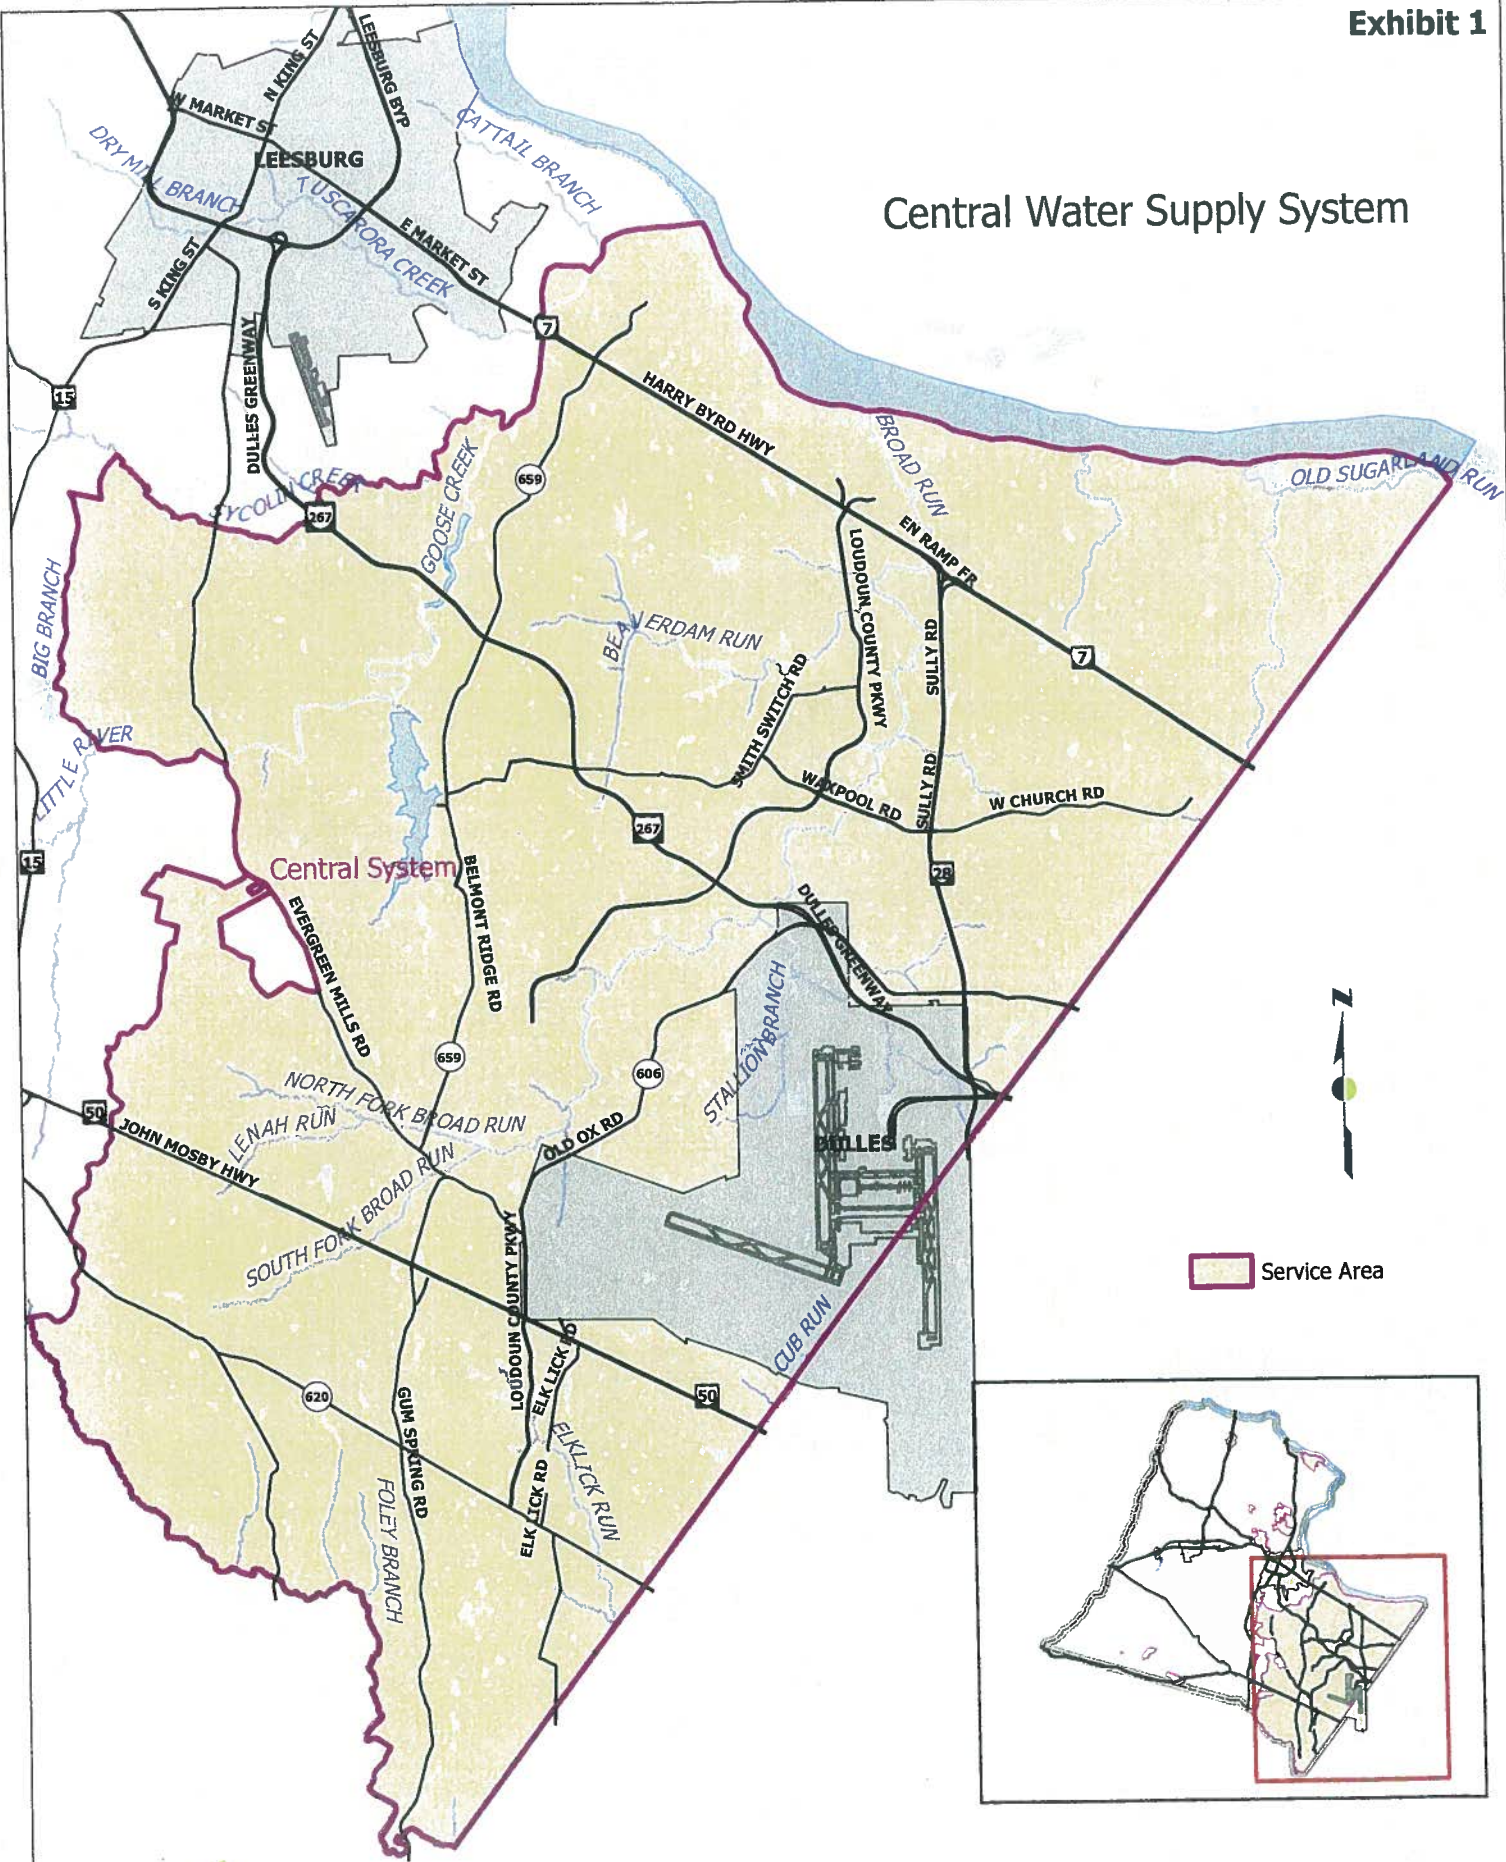 Exhibit 1
Central Water Supply System
N KING ST
LEESBURG BYP
W MARKET ST
LEESBURG
CATTAIL BRANCH
DRY MILL BRANCH
TUSCARORA CREEK
E MARKET ST
S KING ST
DULLES GREENWAY
7
15
HARRY BYRD HWY
BROAD RUN
OLD SUGARLAND RUN
659
GOOSE CREEK
SYCOLIN CREEK
267
EN RAMP FR
LOUDOUN COUNTY PKWY
BIG BRANCH
BEAVERDAM RUN
SULLY RD
7
SMITH SWITCH RD
LITTLE RIVER
SULLY RD
WAXPOOL RD
W CHURCH RD
267
15
Central System
BELMONT RIDGE RD
28
EVERGREEN MILLS RD
DULLES GREENWAY
STALLION BRANCH
N
659
606
NORTH FORK BROAD RUN
50
LENAH RUN
JOHN MOSBY HWY
OLD OX RD
DULLES
SOUTH FORK BROAD RUN
LOUDOUN COUNTY PKWY
Service Area
CUB RUN
ELK LICK RD
620
50
GUM SPRING RD
ELKLICK RUN
ELK LICK RD
FOLEY BRANCH